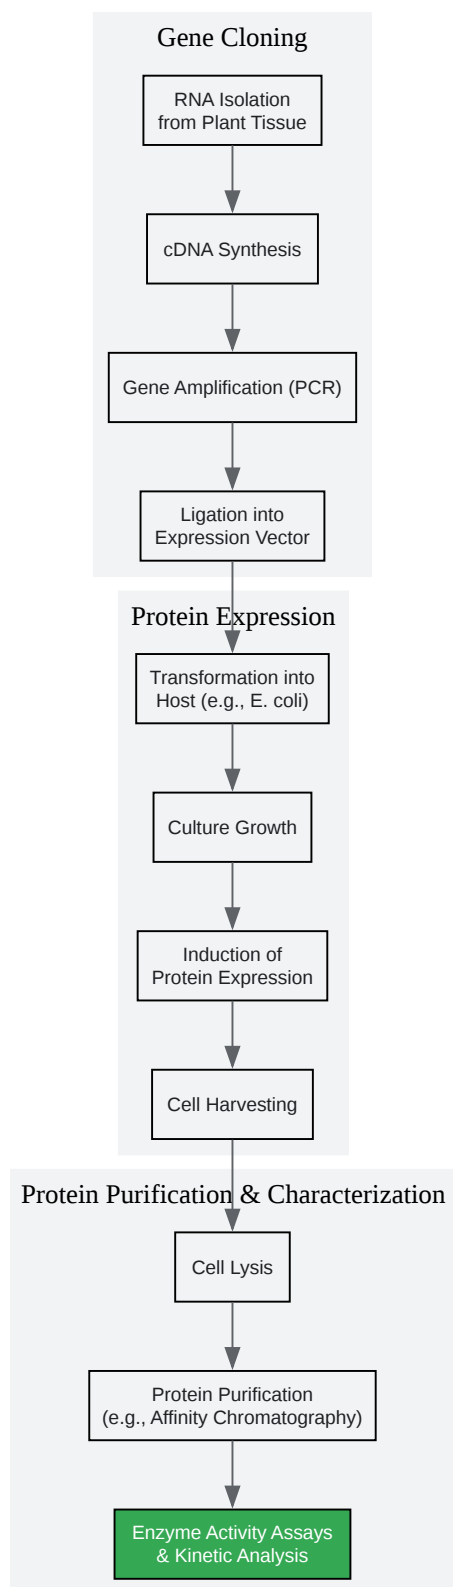 Gene Cloning
RNA Isolation
from Plant Tissue
cDNA Synthesis
Gene Amplification (PCR)
Ligation into
Expression Vector
Protein Expression
Transformation into
Host (e.g., E. coli)
Culture Growth
Induction of
Protein Expression
Cell Harvesting
Protein Purification & Characterization
Cell Lysis
Protein Purification
(e.g., Affinity Chromatography)
Enzyme Activity Assays
& Kinetic Analysis